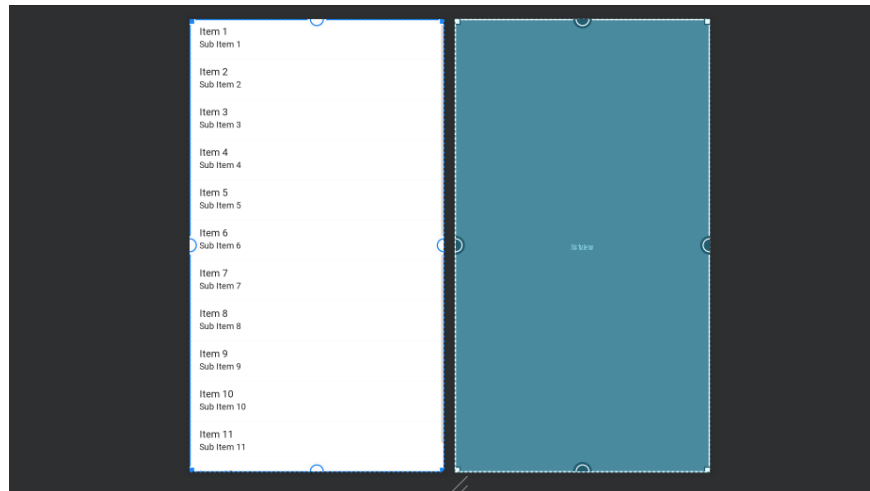 Item 1
Sub Item 1
Item 2
Sub Item 2
Item 3
Sub Item 3
Item 4
Sub Item 4
Item 5
Sub Item 5
Item 6
Sub Item 6
Item 7
Sub Item 7
Item 8
Sub Item 8
Item 9
Sub Item 9
Item 10
Sub Item 10
Item 11
Sub Item 11